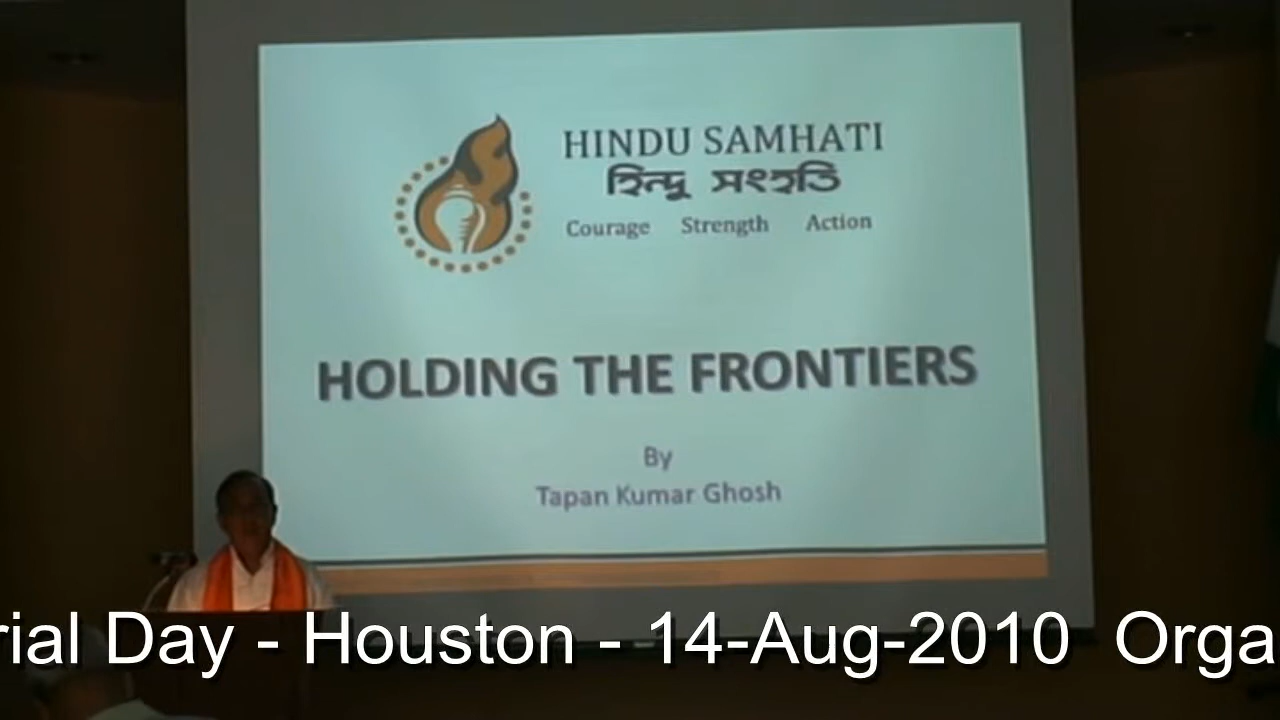 HINDU SAMHATI
হিন্দু সংহতি
Courage Strength Action
HOLDING THE FRONTIERS
By
Tapan Kumar Ghosh
rial Day - Houston - 14-Aug-2010 Orga